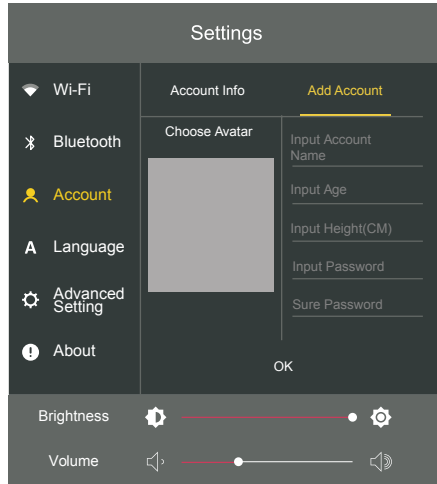 Settings
Wi-Fi
Bluetooth
Account
A Language
Advanced
Setting
About
Account Info
Add Account
Choose Avatar
Input Account
Name
Input Age
Input Height(CM)
Input Password
Sure Password
OK
Brightness
Volume